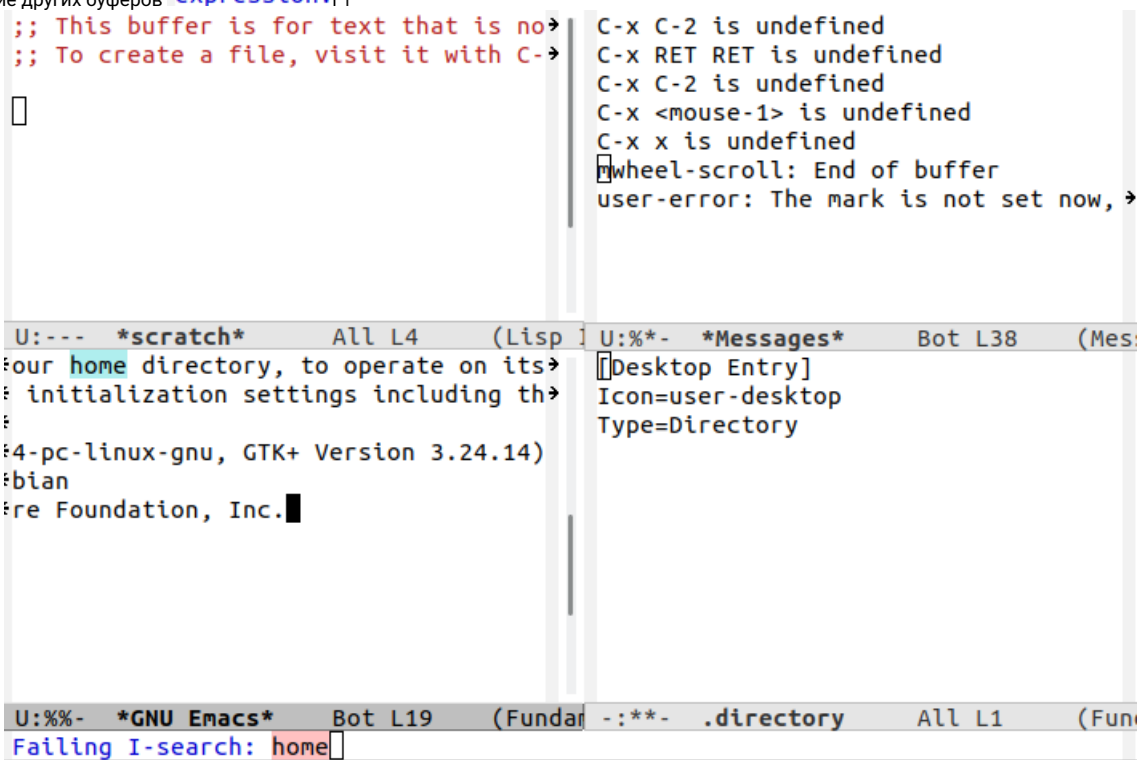 ие других буферов
;; This buffer is for text that is no
;; To create a file, visit it with C-
U:--- *scratch* All L4 (Lisp I
C-x C-2 is undefined
C-x RET RET is undefined
C-x C-2 is undefined
C-x <mouse-1> is undefined
C-x x is undefined
mwheel-scroll: End of buffer
user-error: The mark is not set now,
U:%*- *Messages* Bot L38 (Mes
our home directory, to operate on its
initialization settings including th
4-pc-linux-gnu, GTK+ Version 3.24.14)
bian
re Foundation, Inc.
U:%%- *GNU Emacs* Bot L19 (Fundam
[Desktop Entry]
Icon=user-desktop
Type=Directory
-:**- .directory All L1 (Fun
Failing I-search: home